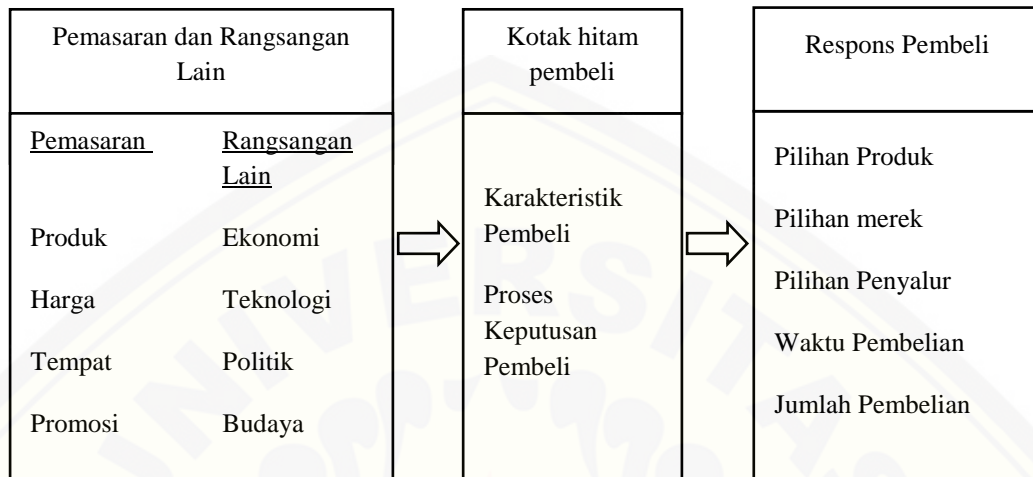 Pemasaran dan Rangsangan
Lain
Pemasaran
Rangsangan
Lain
Produk
Ekonomi
Harga
Teknologi
Tempat
Politik
Promosi
Budaya
Kotak hitam
pembeli
Karakteristik
Pembeli
Proses
Keputusan
Pembeli
Respons Pembeli
Pilihan Produk
Pilihan merek
Pilihan Penyalur
Waktu Pembelian
Jumlah Pembelian
UNIVERSITAS